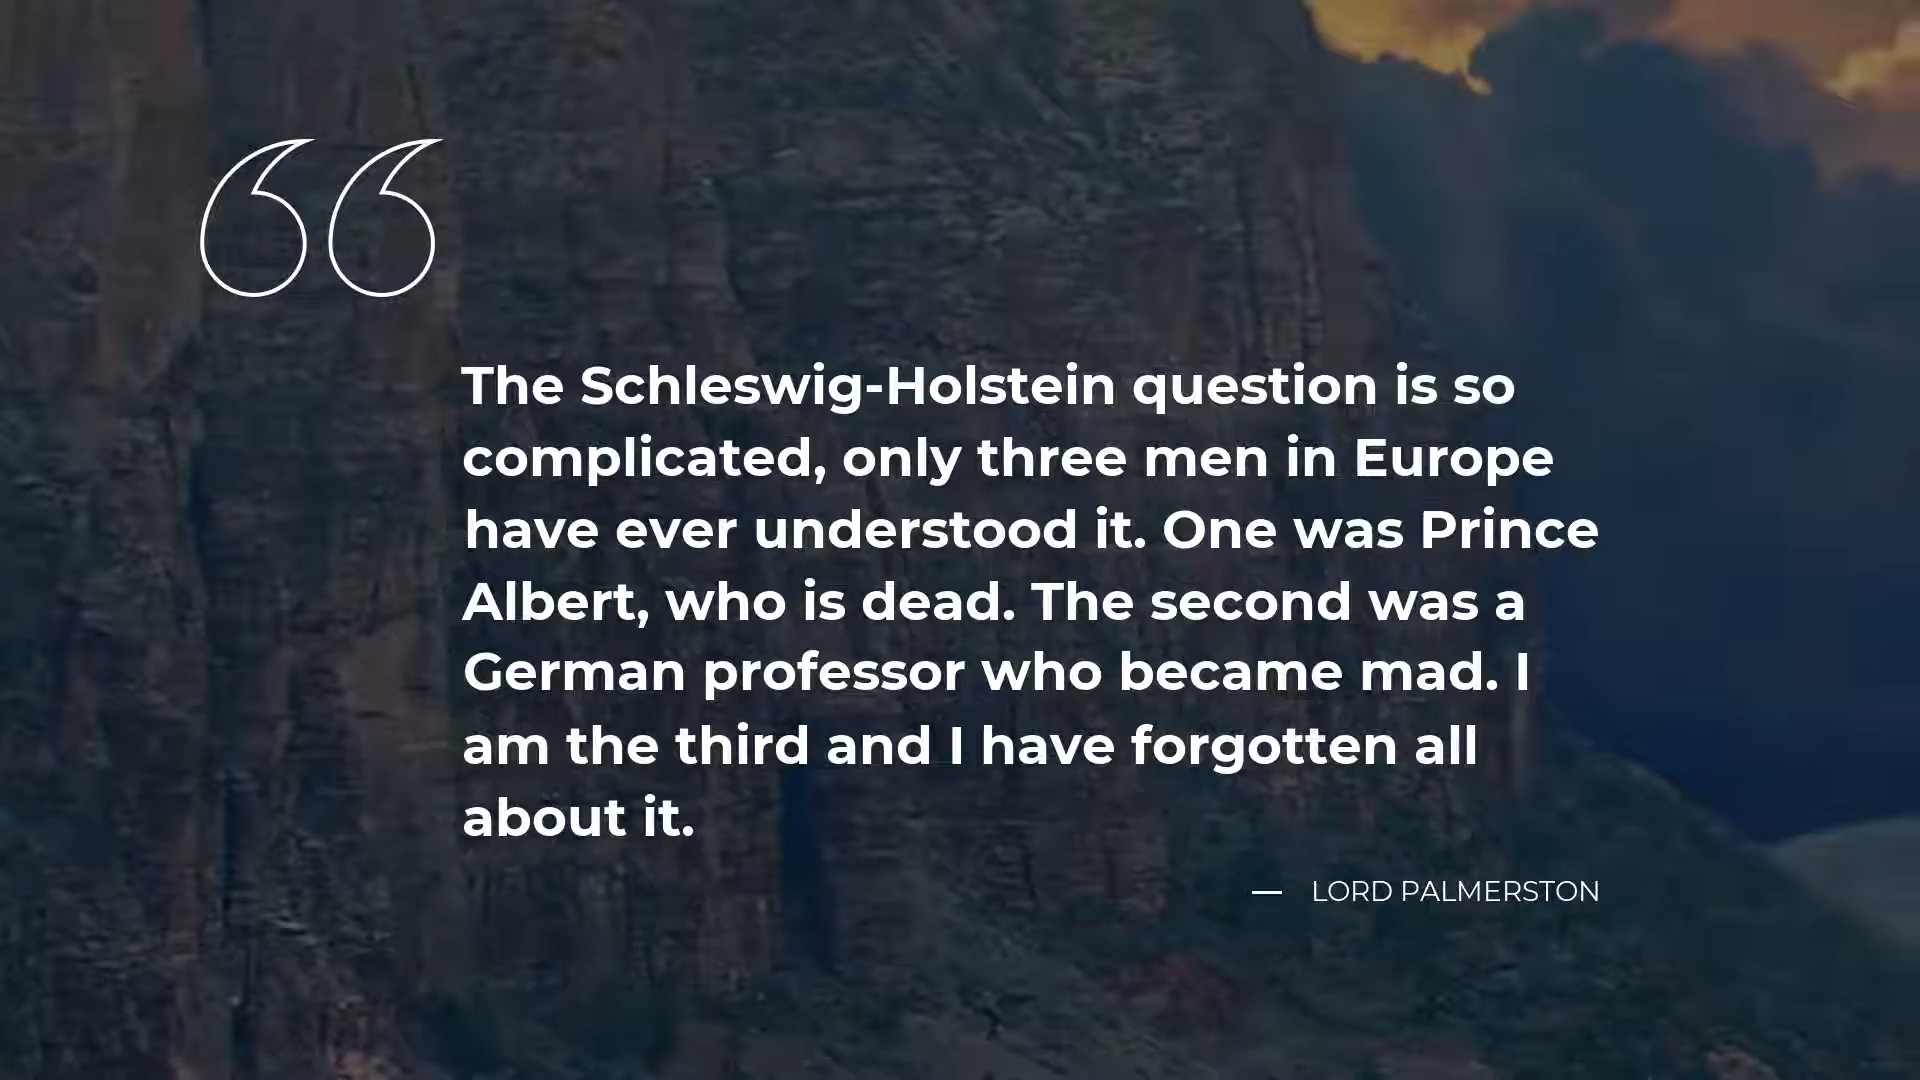 “
The Schleswig-Holstein question is so
complicated, only three men in Europe
have ever understood it. One was Prince
Albert, who is dead. The second was a
German professor who became mad. I
am the third and I have forgotten all
about it.
— LORD PALMERSTON